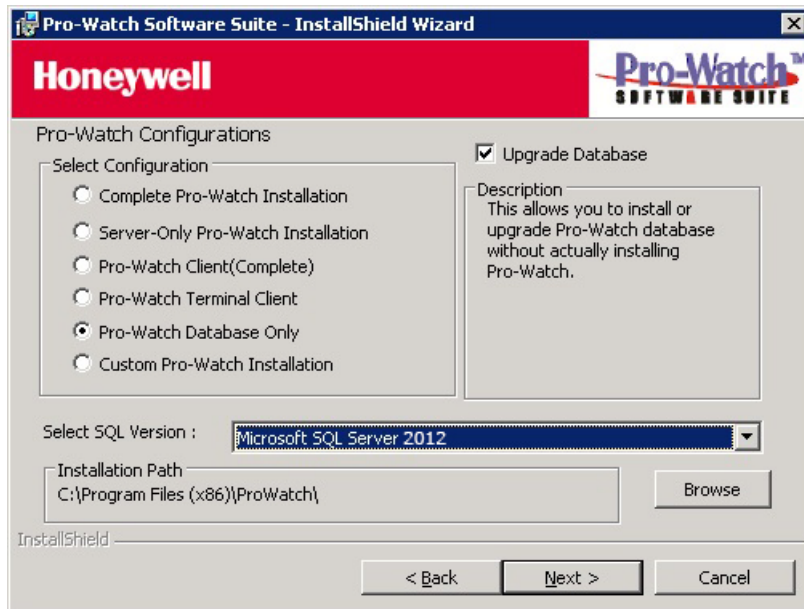 Pro-Watch Software Suite - InstallShield Wizard
Honeywell
Pro-Watch™
SOFTWARE SUITE
Pro-Watch Configurations
Select Configuration
Complete Pro-Watch Installation
Server-Only Pro-Watch Installation
Pro-Watch Client(Complete)
Pro-Watch Terminal Client
Pro-Watch Database Only
Custom Pro-Watch Installation
Upgrade Database
Description
This allows you to install or
upgrade Pro-Watch database
without actually installing
Pro-Watch.
Select SQL Version :
Microsoft SQL Server 2012
Installation Path
C:\Program Files (x86)\ProWatch\
Browse
InstallShield
< Back
Next >
Cancel